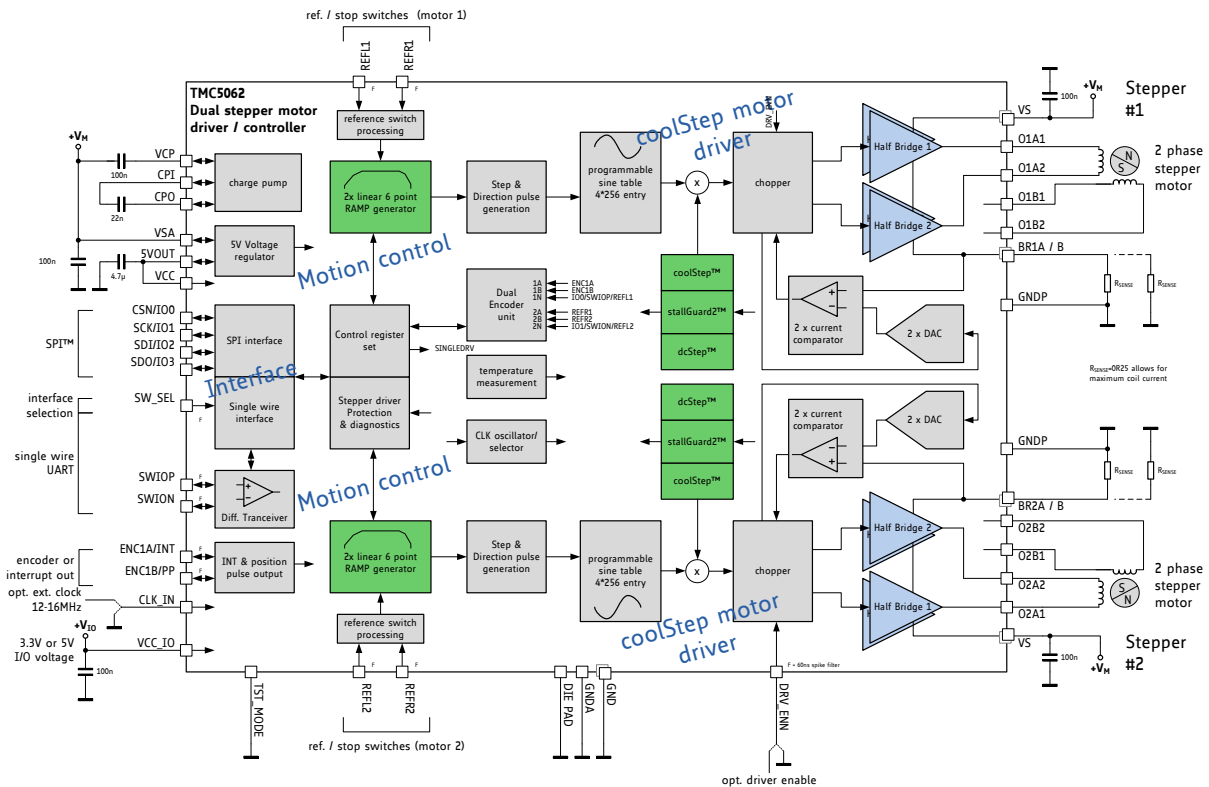 ref. / stop switches (motor 1)
REFL1
REFR1
F
F
TMC5062
Dual stepper motor
driver / controller
reference switch
processing
+VM
VCP
100n
CPI
CPO
22n
charge pump
VSA
5VOUT
VCC
100n
4.7µ
5V Voltage
regulator
2x linear 6 point
RAMP generator
Motion control
Step &
Direction pulse
generation
programmable
sine table
4*256 entry
x
coolStep motor
driver
chopper
Half Bridge 1
Half Bridge 2
VS
100n
+VM
Stepper
#1
O1A1
O1A2
O1B1
O1B2
BR1A / B
N
S
2 phase
stepper
motor
RSENSE
RSENSE
GNDP
RSENSE=0R25 allows for
maximum coil current
SPI™
CSN/IO0
SCK/IO1
SDI/IO2
SDO/IO3
SPI interface
Interface
interface
selection
SW_SEL
F
Single wire
interface
single wire
UART
SWIOP
SWION
F
F
+
-
Diff. Tranceiver
Control register
set
SINGLEDRV
Stepper driver
Protection
& diagnostics
Dual
Encoder
unit
1A
1B
1N
2A
2B
2N
ENC1A
ENC1B
IO0/SWIOP/REFL1
REFR1
REFR2
IO1/SWION/REFL2
temperature
measurement
CLK oscillator/
selector
coolStep™
stallGuard2™
dcStep™
+
-
2 x current
comparator
2 x DAC
dcStep™
stallGuard2™
coolStep™
2 x current
comparator
+
-
2 x DAC
GNDP
RSENSE
RSENSE
BR2A / B
O2B2
O2B1
O2A2
O2A1
VS
S
N
2 phase
stepper
motor
100n
+VM
Stepper
#2
Half Bridge 2
Half Bridge 1
encoder or
interrupt out
ENC1A/INT
ENC1B/PP
F
F
INT & position
pulse output
opt. ext. clock
12-16MHz
CLK_IN
+VIO
3.3V or 5V
I/O voltage
VCC_IO
100n
Motion control
2x linear 6 point
RAMP generator
Step &
Direction pulse
generation
programmable
sine table
4*256 entry
x
chopper
coolStep motor
driver
reference switch
processing
F
F
F = 60ns spike filter
TST_MODE
REFL2
REFR2
ref. / stop switches (motor 2)
DIE PAD
GNDA
GND
DRV_ENN
opt. driver enable